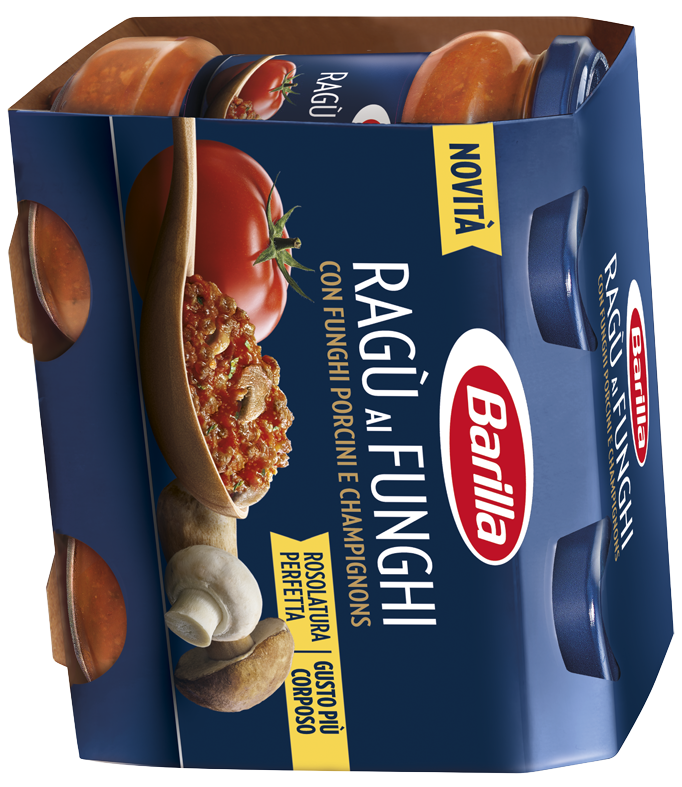 NOVITÀ
Barilla
RAGÙ AI FUNGHI
CON FUNGHI PORCINI E CHAMPIGNONS
ROSOLATURA
PERFETTA
GUSTO PIÙ
CORPOSO
Barilla
RAGÙ AI FUNGHI
CON FUNGHI PORCINI E CHAMPIGNONS
RAGÙ